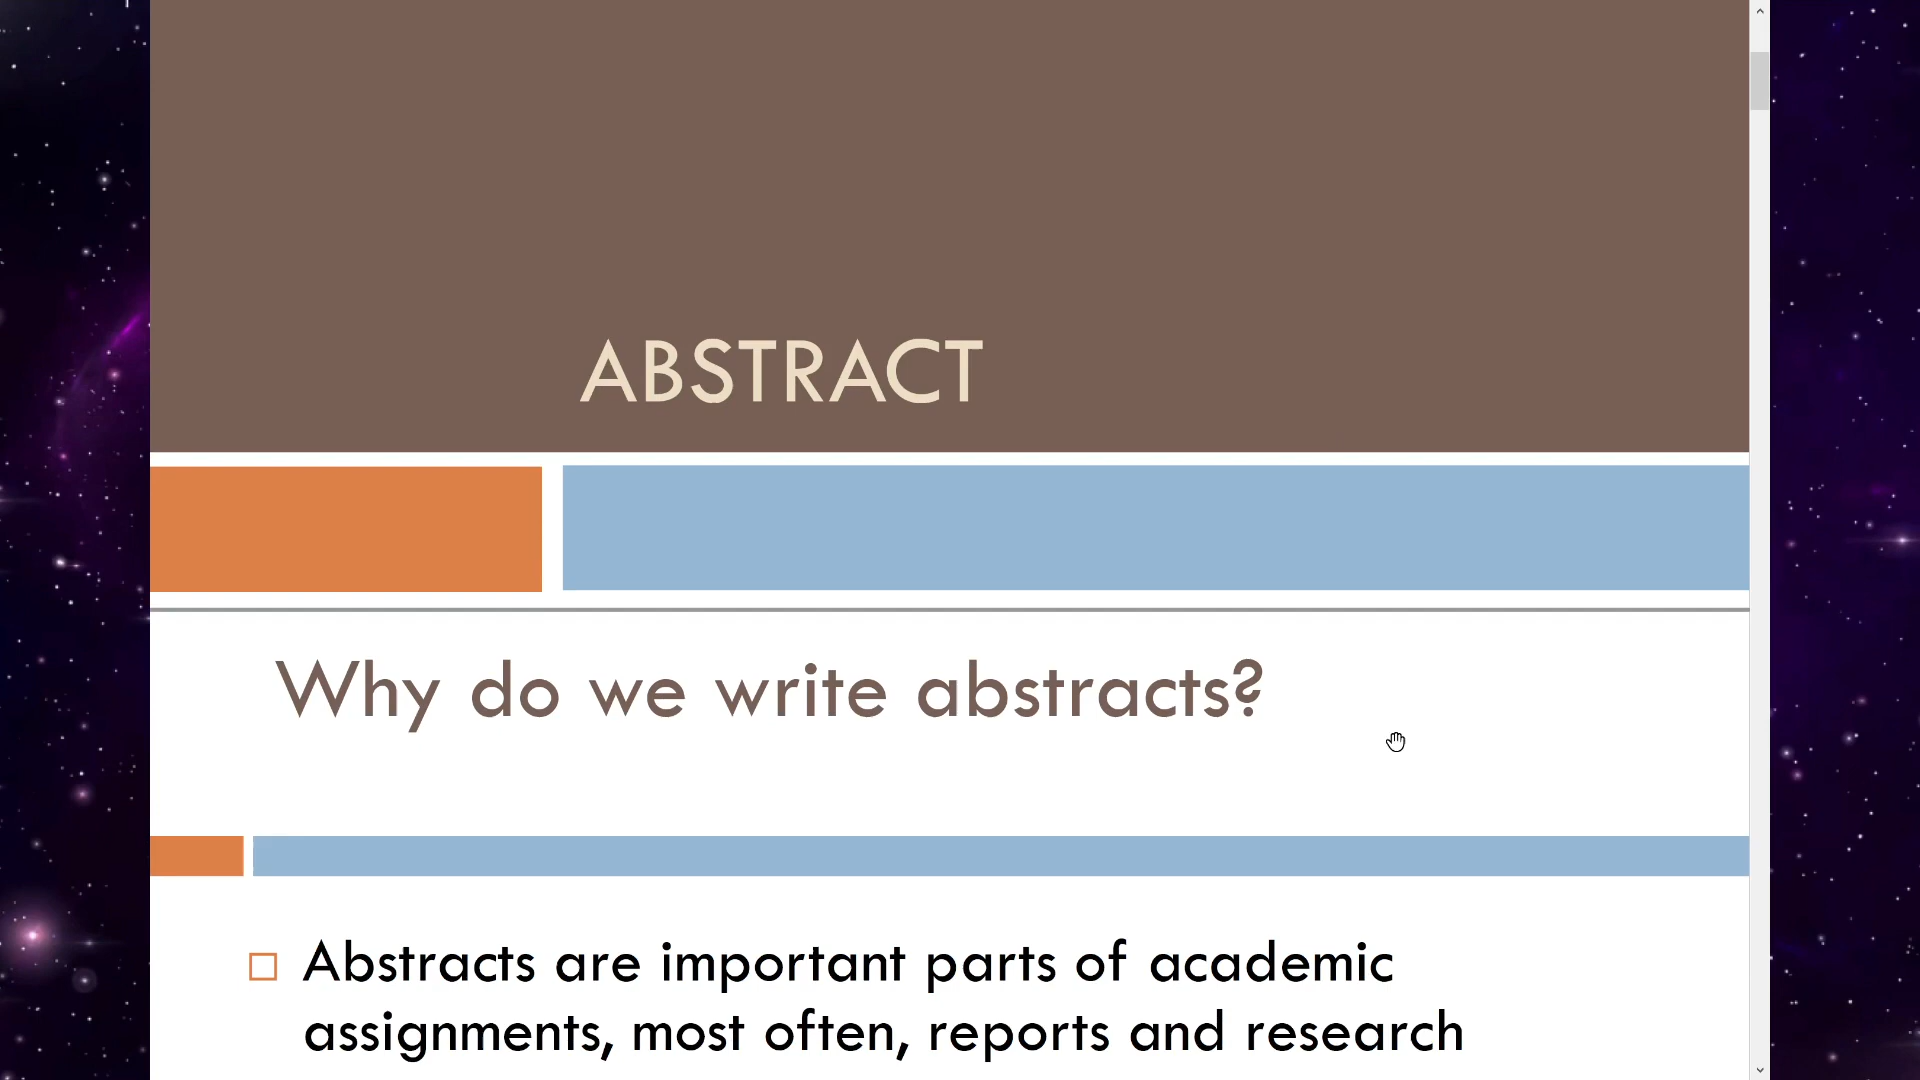 ABSTRACT
Why do we write abstracts?
Abstracts are important parts of academic
assignments, most often, reports and research